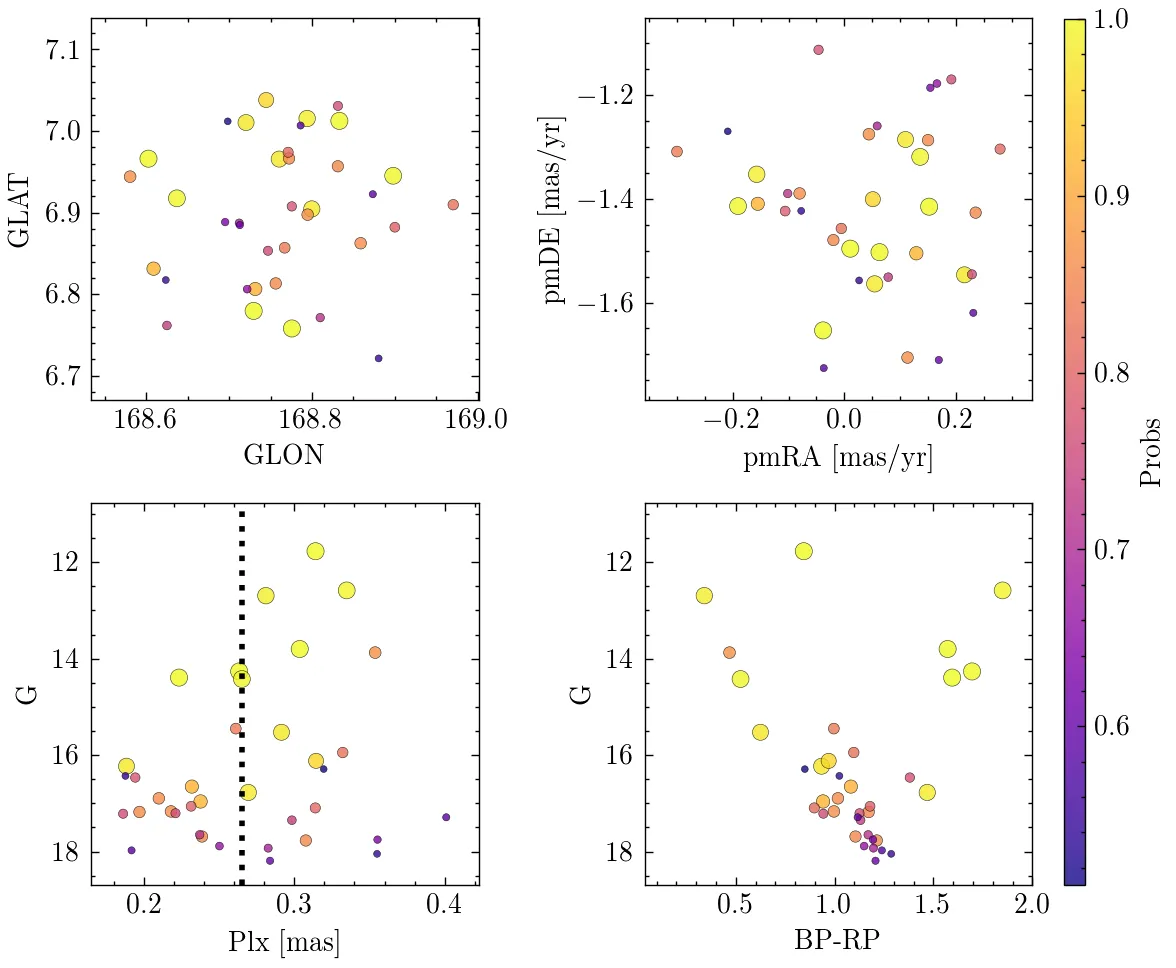 7.1
7.0
6.9
6.8
6.7
GLAT
168.6 168.8 169.0
GLON
−1.2
−1.4
−1.6
pmDE [mas/yr]
−0.2 0.0 0.2
pmRA [mas/yr]
12
14
16
18
G
0.2 0.3 0.4
Plx [mas]
12
14
16
18
G
0.5 1.0 1.5 2.0
BP-RP
1.0
0.9
0.8
0.7
0.6
Probs